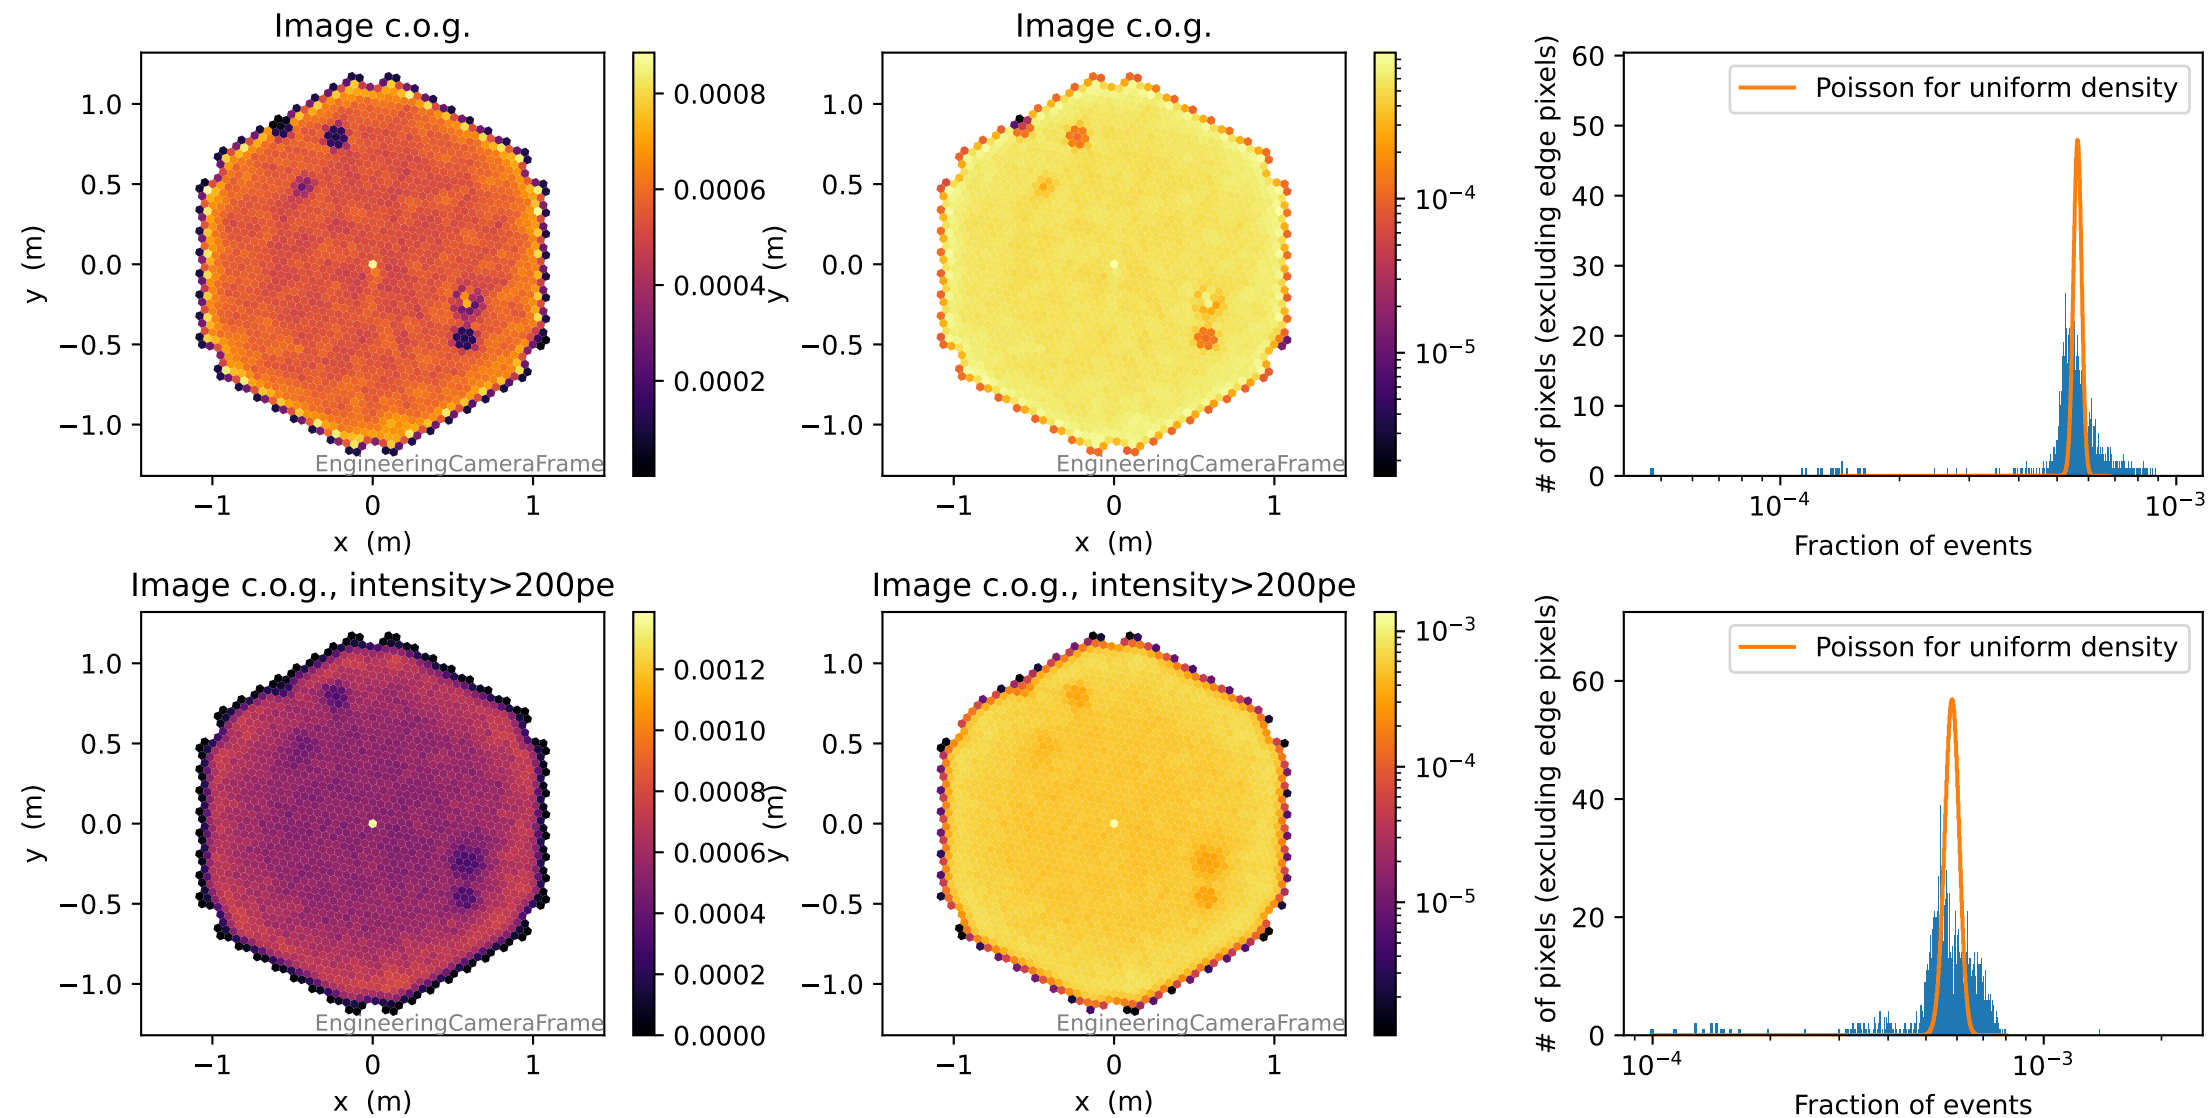 Image c.o.g.
1.0
0.5
0.0
−0.5
−1.0
y (m)
−1
0
1
x (m)
EngineeringCameraFrame
0.0008
0.0006
0.0004
0.0002
Image c.o.g.
1.0
0.5
0.0
−0.5
−1.0
y (m)
−1
0
1
x (m)
EngineeringCameraFrame
10⁻⁴
10⁻⁵
60
50
40
30
20
10
0
# of pixels (excluding edge pixels)
Poisson for uniform density
10⁻⁴
10⁻³
Fraction of events
Image c.o.g., intensity>200pe
1.0
0.5
0.0
−0.5
−1.0
y (m)
−1
0
1
x (m)
EngineeringCameraFrame
0.0012
0.0010
0.0008
0.0006
0.0004
0.0002
0.0000
Image c.o.g., intensity>200pe
1.0
0.5
0.0
−0.5
−1.0
y (m)
−1
0
1
x (m)
EngineeringCameraFrame
10⁻³
10⁻⁴
10⁻⁵
60
40
20
0
# of pixels (excluding edge pixels)
Poisson for uniform density
10⁻⁴
10⁻³
Fraction of events